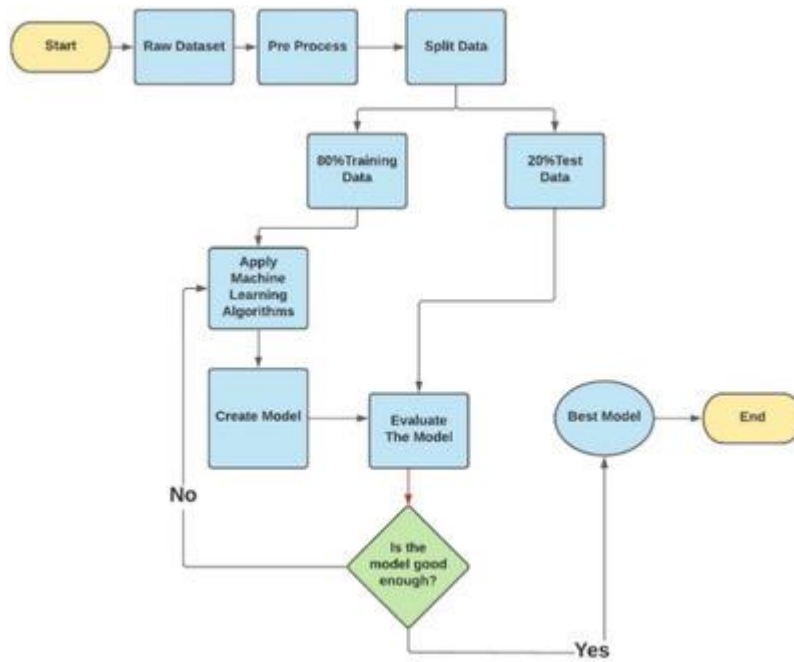 Start
Raw Dataset
Pre Process
Split Data
80%Training
Data
20%Test
Data
Apply
Machine
Learning
Algorithms
Create Model
Evaluate
The Model
Best Model
End
No
Is the
model good
enough?
Yes